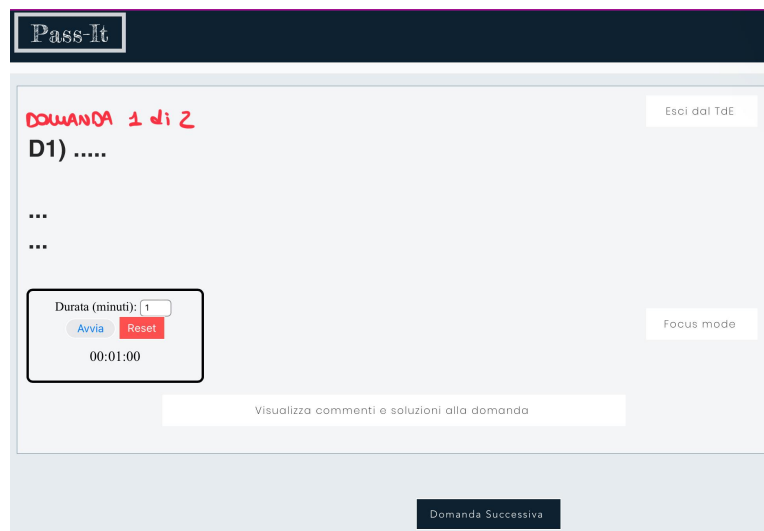 Pass-It
DOMANDA 1 di 2
Esci dal TdE
D1) .....
...
...
Durata (minuti): 1
Avvia Reset
Focus mode
00:01:00
Visualizza commenti e soluzioni alla domanda
Domanda Successiva